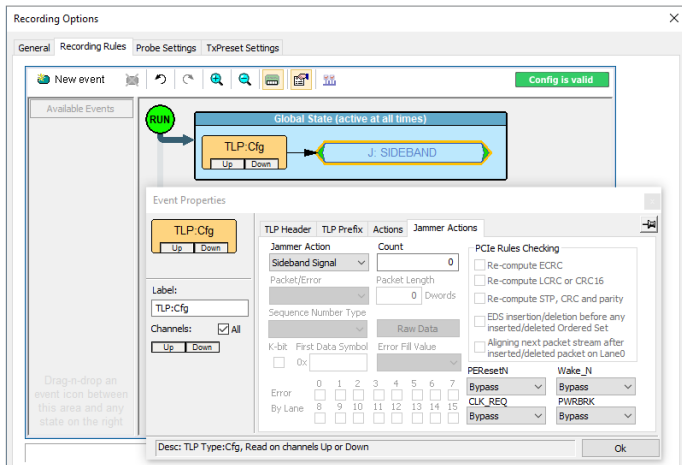 Recording Options
General Recording Rules Probe Settings TxPreset Settings
New event
Config is valid
Available Events
RUN
Global State (active at all times)
TLP:Cfg
Up Down
J: SIDEBAND
Drag-n-drop an
event icon between
this area and any
state on the right
Event Properties
TLP:Cfg
Up Down
Label:
TLP:Cfg
Channels: All
Up Down
TLP Header TLP Prefix Actions Jammer Actions
Jammer Action Count
Sideband Signal 0
Packet/Error Packet Length
0 Dwords
Sequence Number Type
Raw Data
K-bit First Data Symbol Error Fill Value
0x
Error 0 1 2 3 4 5 6 7
By Lane 8 9 10 11 12 13 14 15
PCIe Rules Checking
Re-compute ECRC
Re-compute LCRC or CRC16
Re-compute STP, CRC and parity
EDS insertion/deletion before any
inserted/deleted Ordered Set
Aligning next packet stream after
inserted/deleted packet on Lane0
PEResetN Wake_N
Bypass Bypass
CLK_REQ PWRBRK
Bypass Bypass
Desc: TLP Type:Cfg, Read on channels Up or Down
Ok